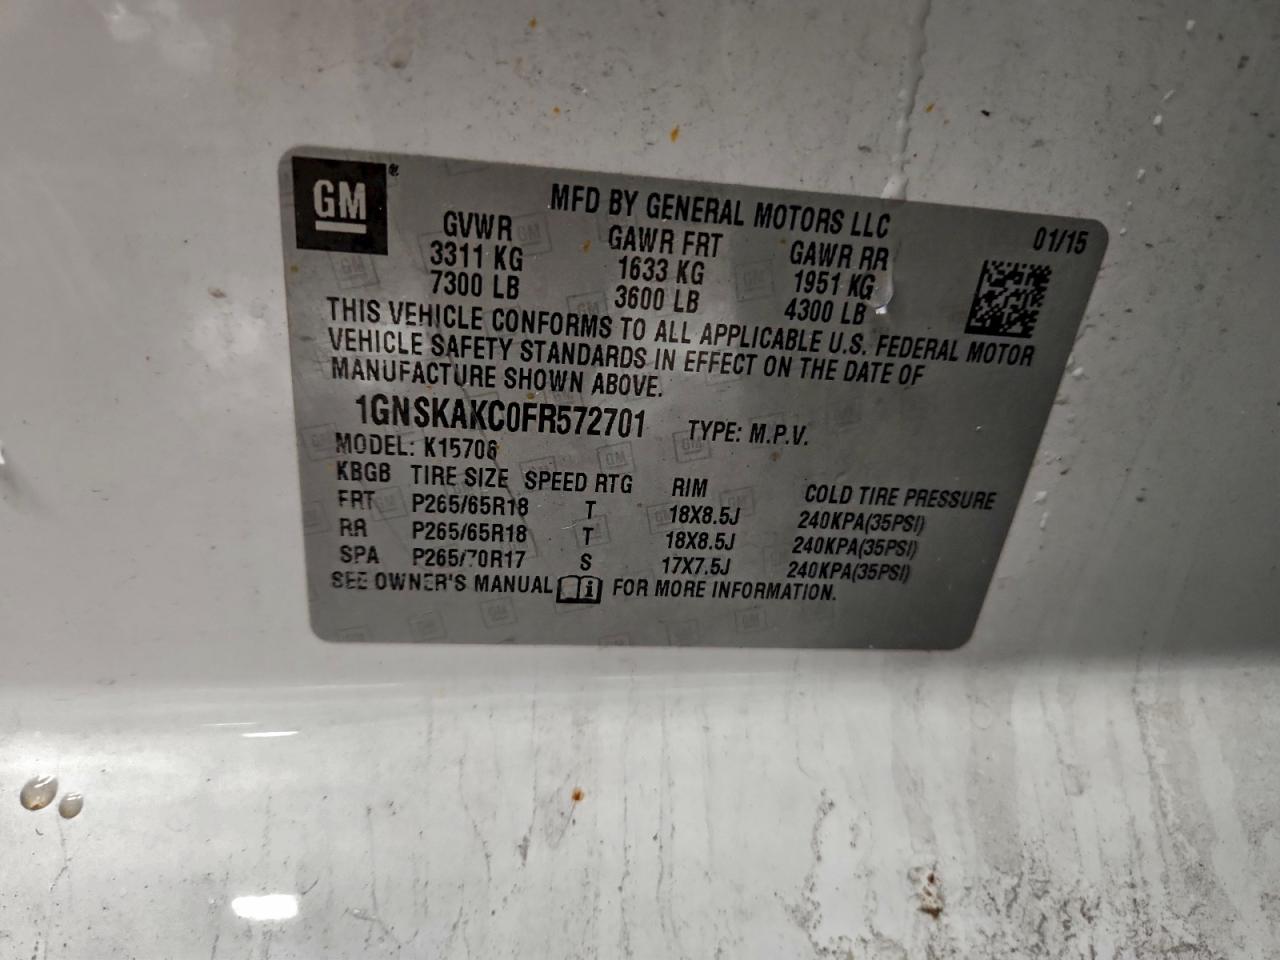 GM
MFD BY GENERAL MOTORS LLC
01/15
GVWR GAWR FRT GAWR RR
3311 KG 1633 KG 1951 KG
7300 LB 3600 LB 4300 LB
THIS VEHICLE CONFORMS TO ALL APPLICABLE U.S. FEDERAL MOTOR
VEHICLE SAFETY STANDARDS IN EFFECT ON THE DATE OF
MANUFACTURE SHOWN ABOVE.
1GNSKAKC0FR572701 TYPE: M.P.V.
MODEL: K15706
KBGB TIRE SIZE SPEED RTG RIM COLD TIRE PRESSURE
FRT P265/65R18 T 18X8.5J 240KPA(35PSI)
RR P265/65R18 T 18X8.5J 240KPA(35PSI)
SPA P265/70R17 S 17X7.5J 240KPA(35PSI)
SEE OWNER'S MANUAL i FOR MORE INFORMATION.